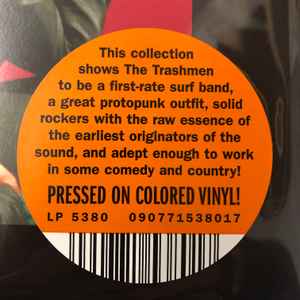 This collection
shows The Trashmen
to be a first-rate surf band,
a great protopunk outfit, solid
rockers with the raw essence of
the earliest originators of the
sound, and adept enough to work
in some comedy and country!
PRESSED ON COLORED VINYL!
LP 5380 090771538017